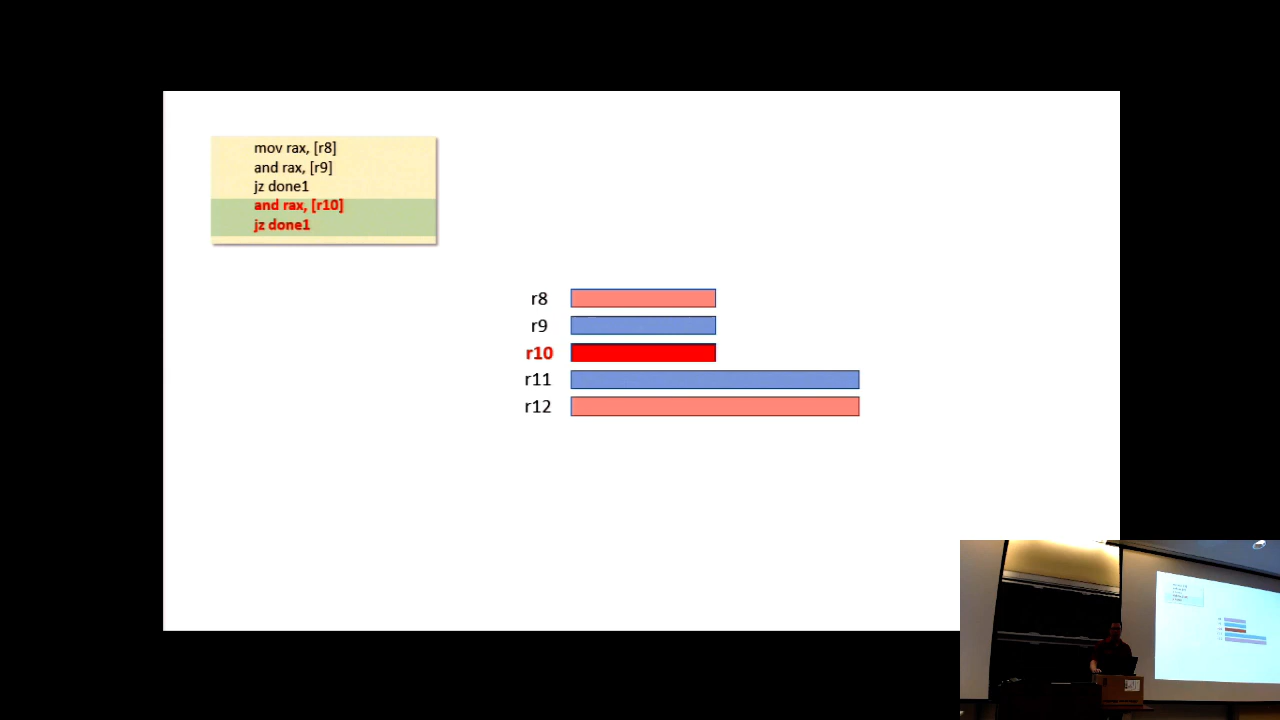 mov rax, [r8]
and rax, [r9]
jz done1
and rax, [r10]
jz done1
r8
r9
r10
r11
r12